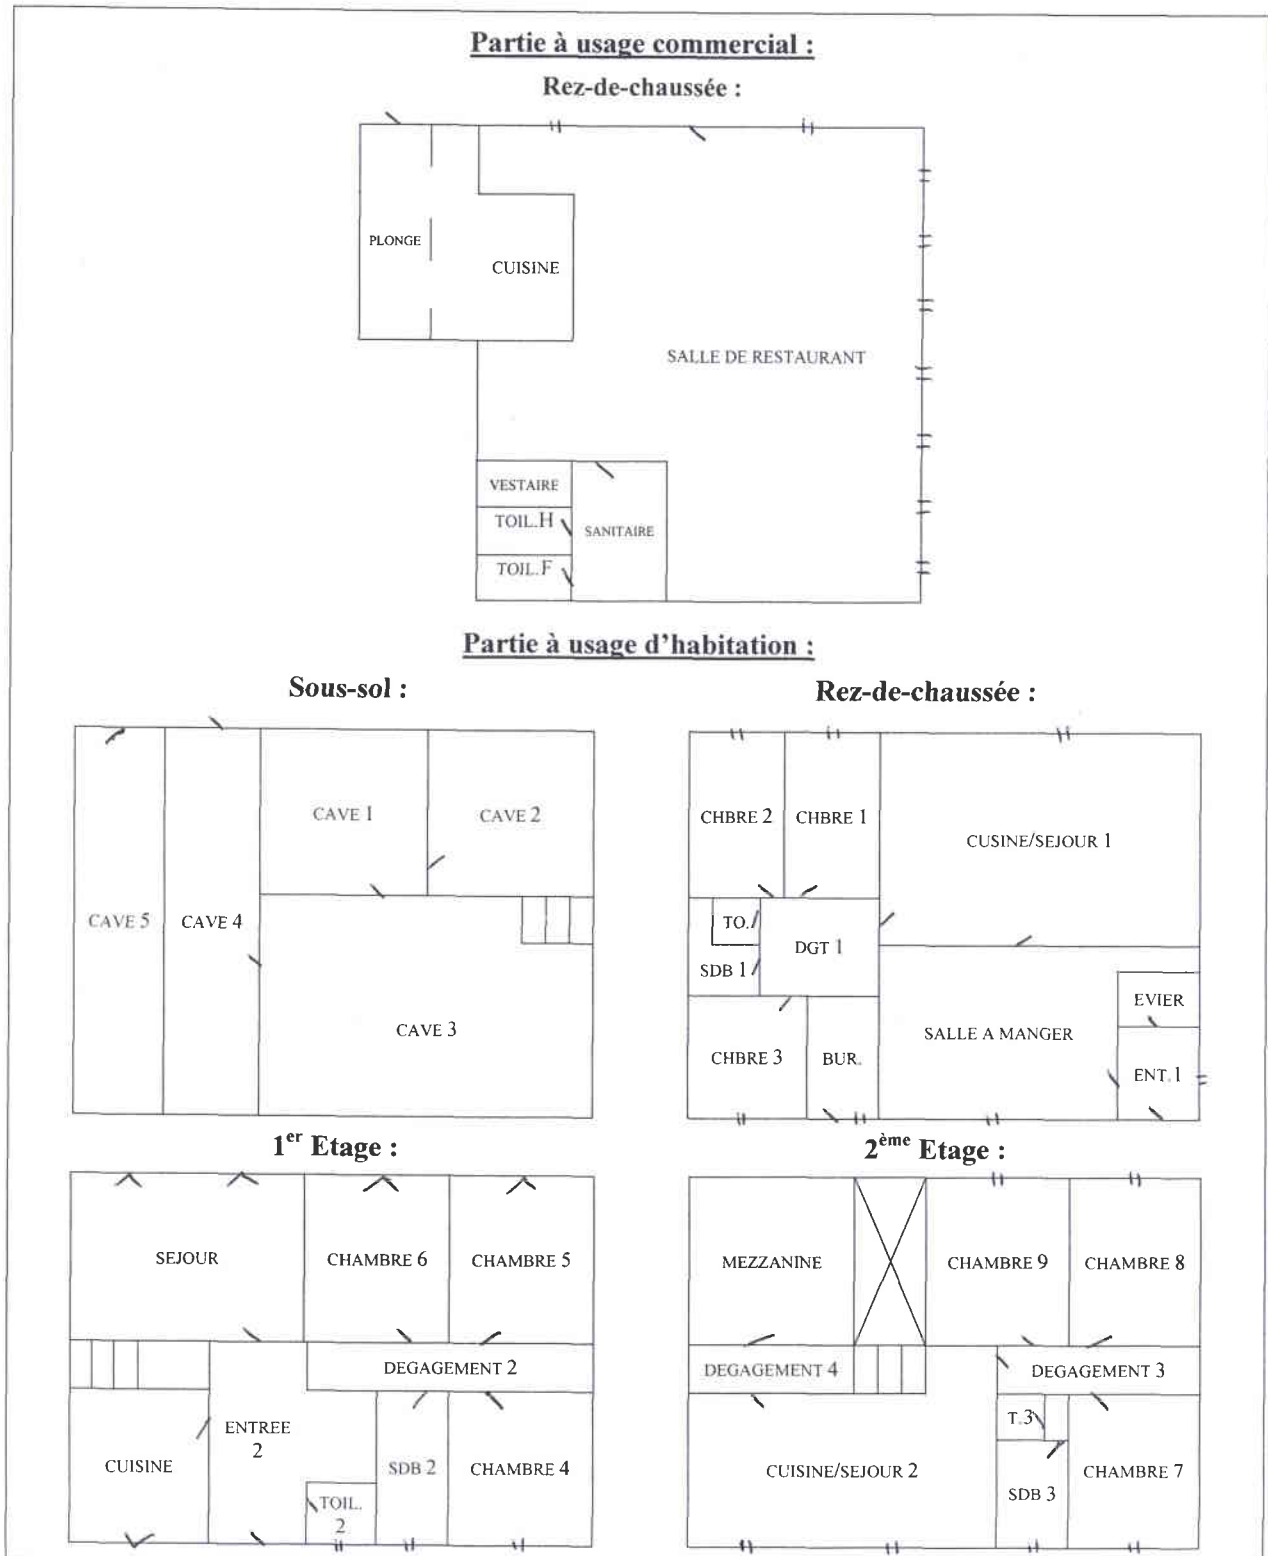 Partie à usage commercial :
Rez-de-chaussée :
PLONGE
CUISINE
SALLE DE RESTAURANT
VESTAIRE
TOIL.H
SANITAIRE
TOIL.F
Partie à usage d'habitation :
Sous-sol :
CAVE 1
CAVE 2
CAVE 5
CAVE 4
CAVE 3
Rez-de-chaussée :
CHBRE 2
CHBRE 1
CUSINE/SEJOUR 1
TO.
DGT 1
SDB 1
EVIER
SALLE A MANGER
CHBRE 3
BUR.
ENT.1
1er Etage :
SEJOUR
CHAMBRE 6
CHAMBRE 5
DEGAGEMENT 2
ENTREE
2
CUISINE
SDB 2
CHAMBRE 4
TOIL.
2
2ème Etage :
MEZZANINE
CHAMBRE 9
CHAMBRE 8
DEGAGEMENT 4
DEGAGEMENT 3
T.3
CUISINE/SEJOUR 2
CHAMBRE 7
SDB 3